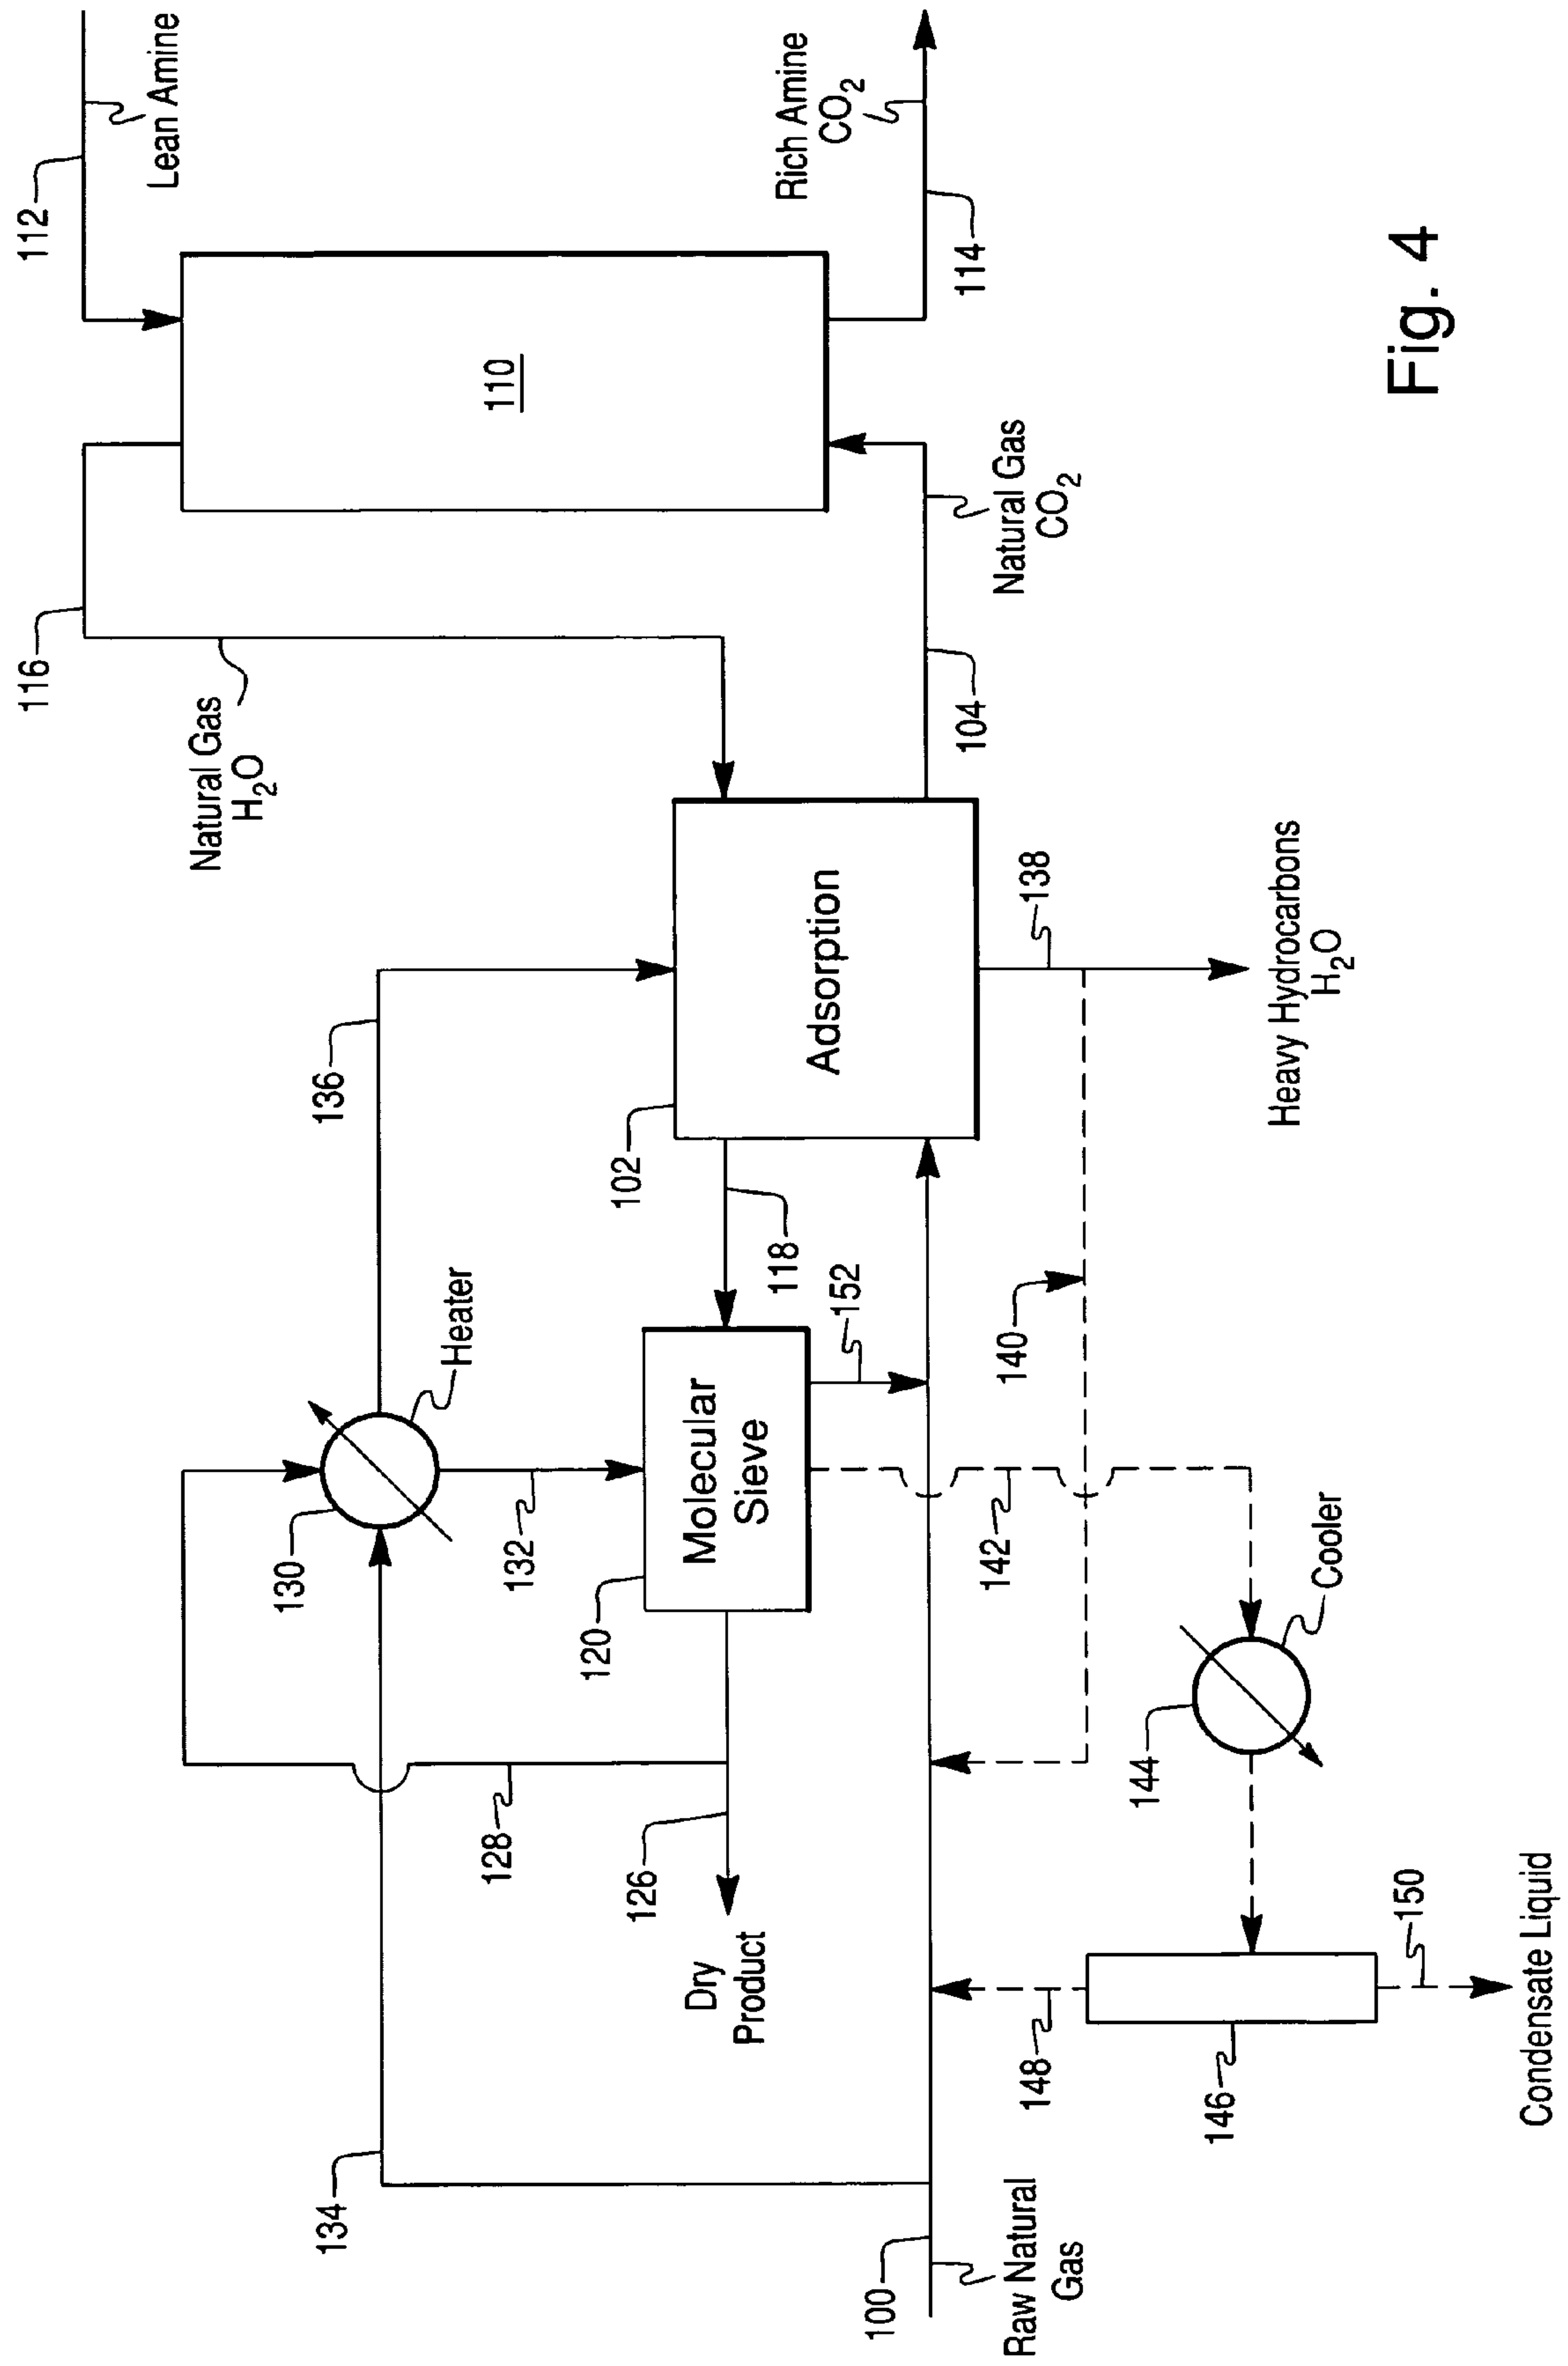 112
Lean Amine
116
Natural Gas
H₂O
110
Rich Amine
CO₂
114
Natural Gas
CO₂
104
136
130
Heater
132
102
Adsorption
118
138
Heavy Hydrocarbons
H₂O
120
Molecular
Sieve
152
140
142
134
128
126
Dry
Product
144
Cooler
148
146
150
Condensate Liquid
100
Raw Natural
Gas
Fig. 4